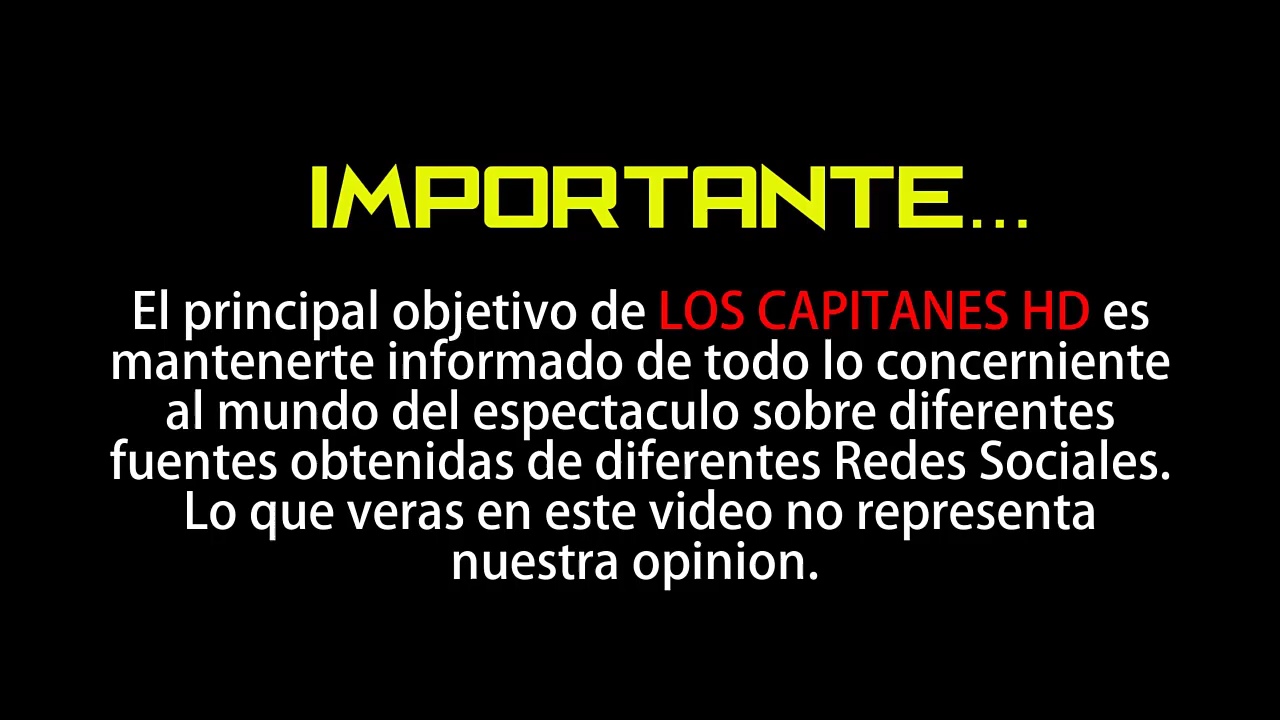 IMPORTANTE...
El principal objetivo de LOS CAPITANES HD es
mantenerte informado de todo lo concerniente
al mundo del espectaculo sobre diferentes
fuentes obtenidas de diferentes Redes Sociales.
Lo que veras en este video no representa
nuestra opinion.